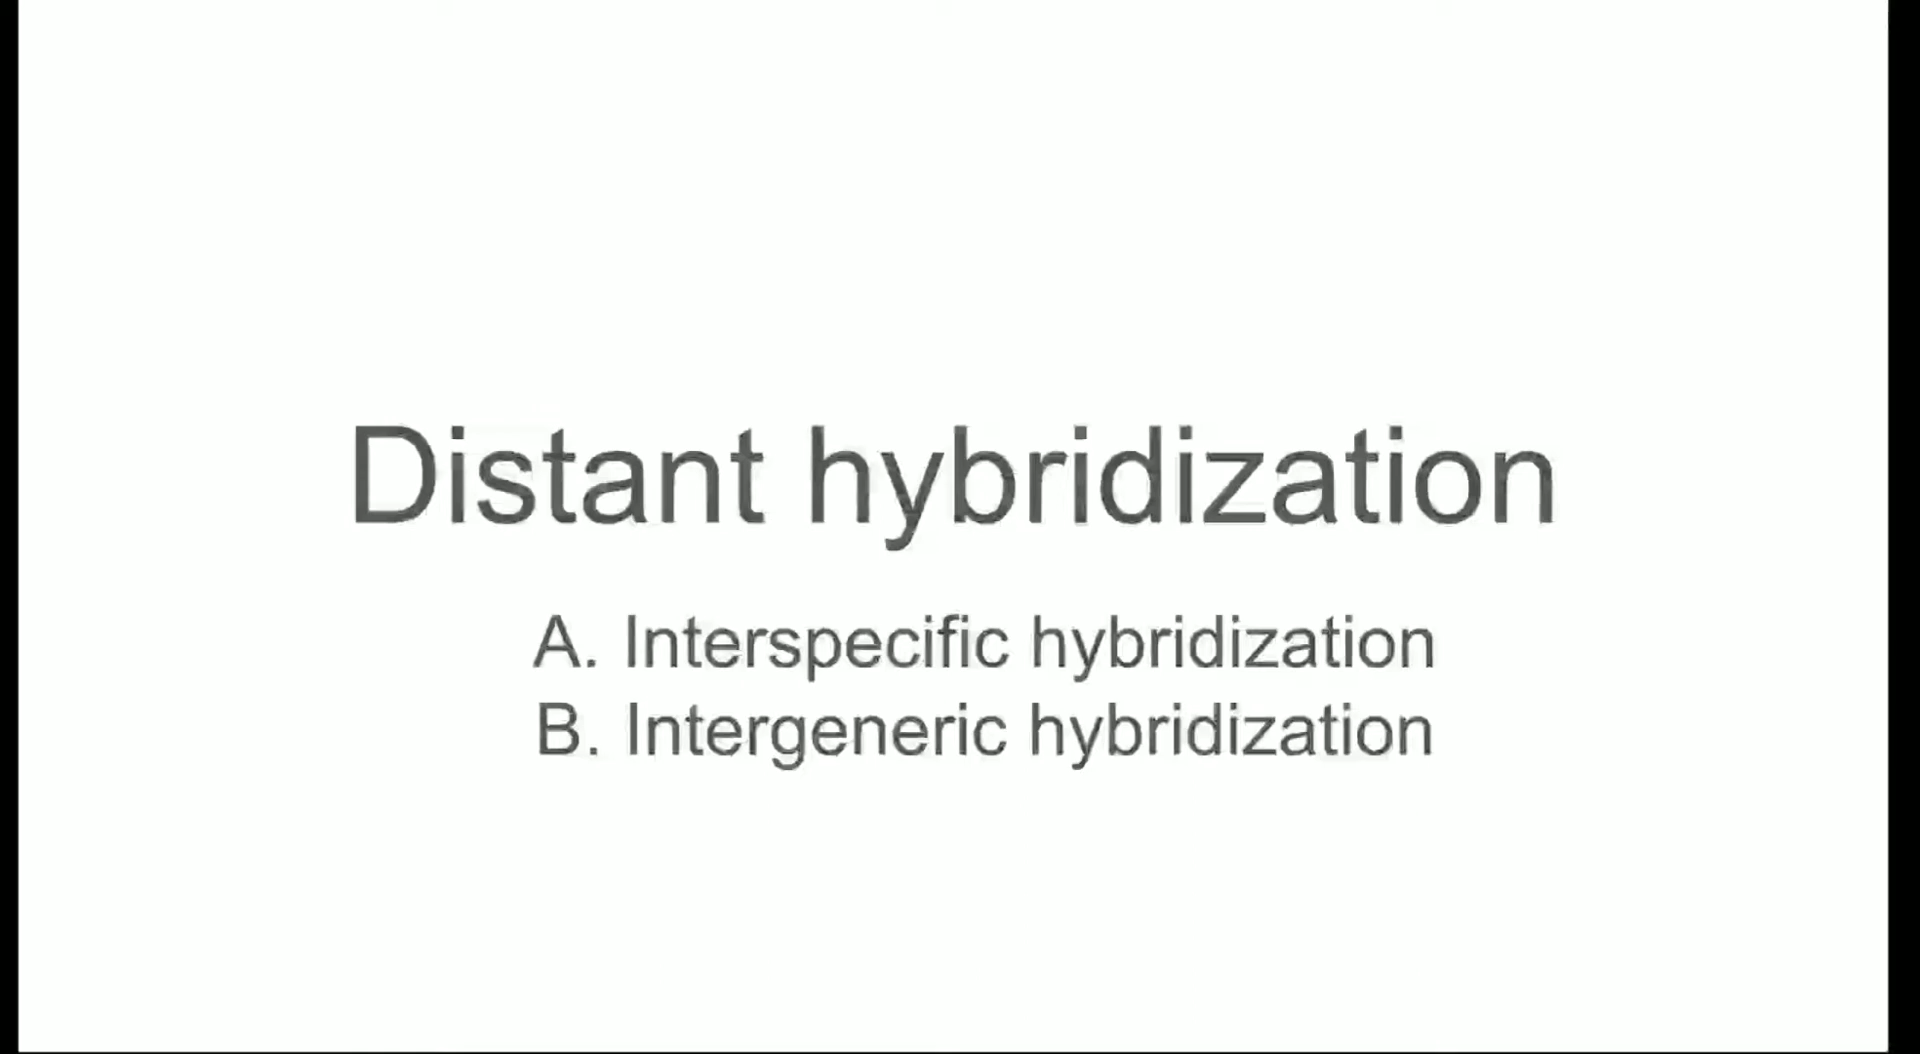 Distant hybridization
A. Interspecific hybridization
B. Intergeneric hybridization